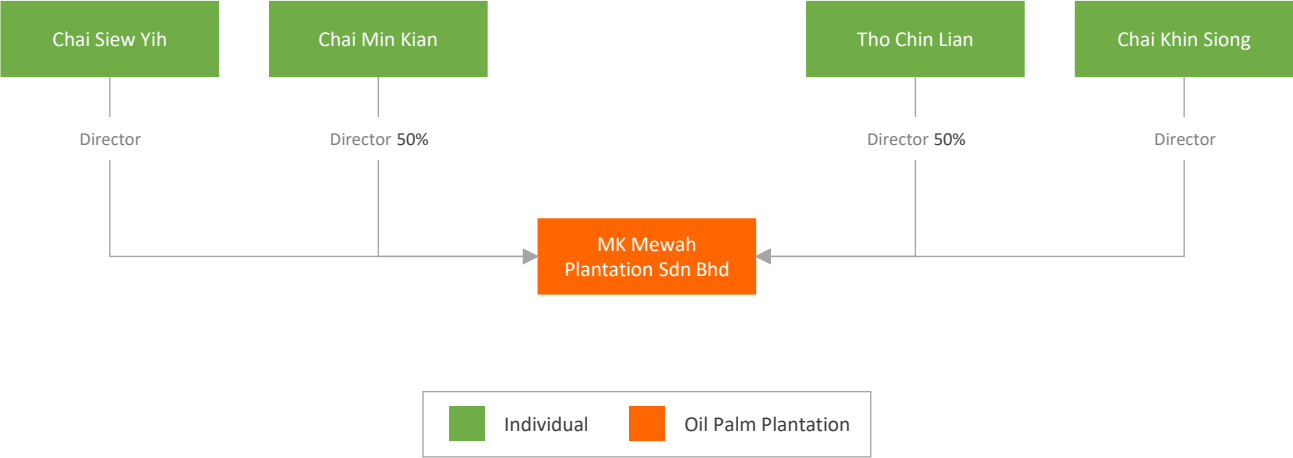 Chai Siew Yih
Chai Min Kian
Tho Chin Lian
Chai Khin Siong
Director
Director 50%
Director 50%
Director
MK Mewah
Plantation Sdn Bhd
Individual
Oil Palm Plantation